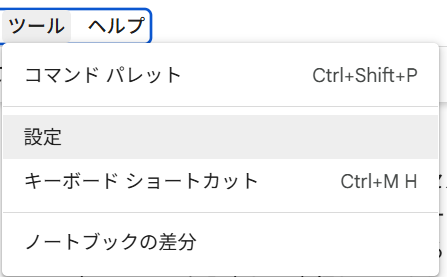 ツール ヘルプ
コマンド パレット Ctrl+Shift+P
設定
キーボード ショートカット Ctrl+M H
ノートブックの差分